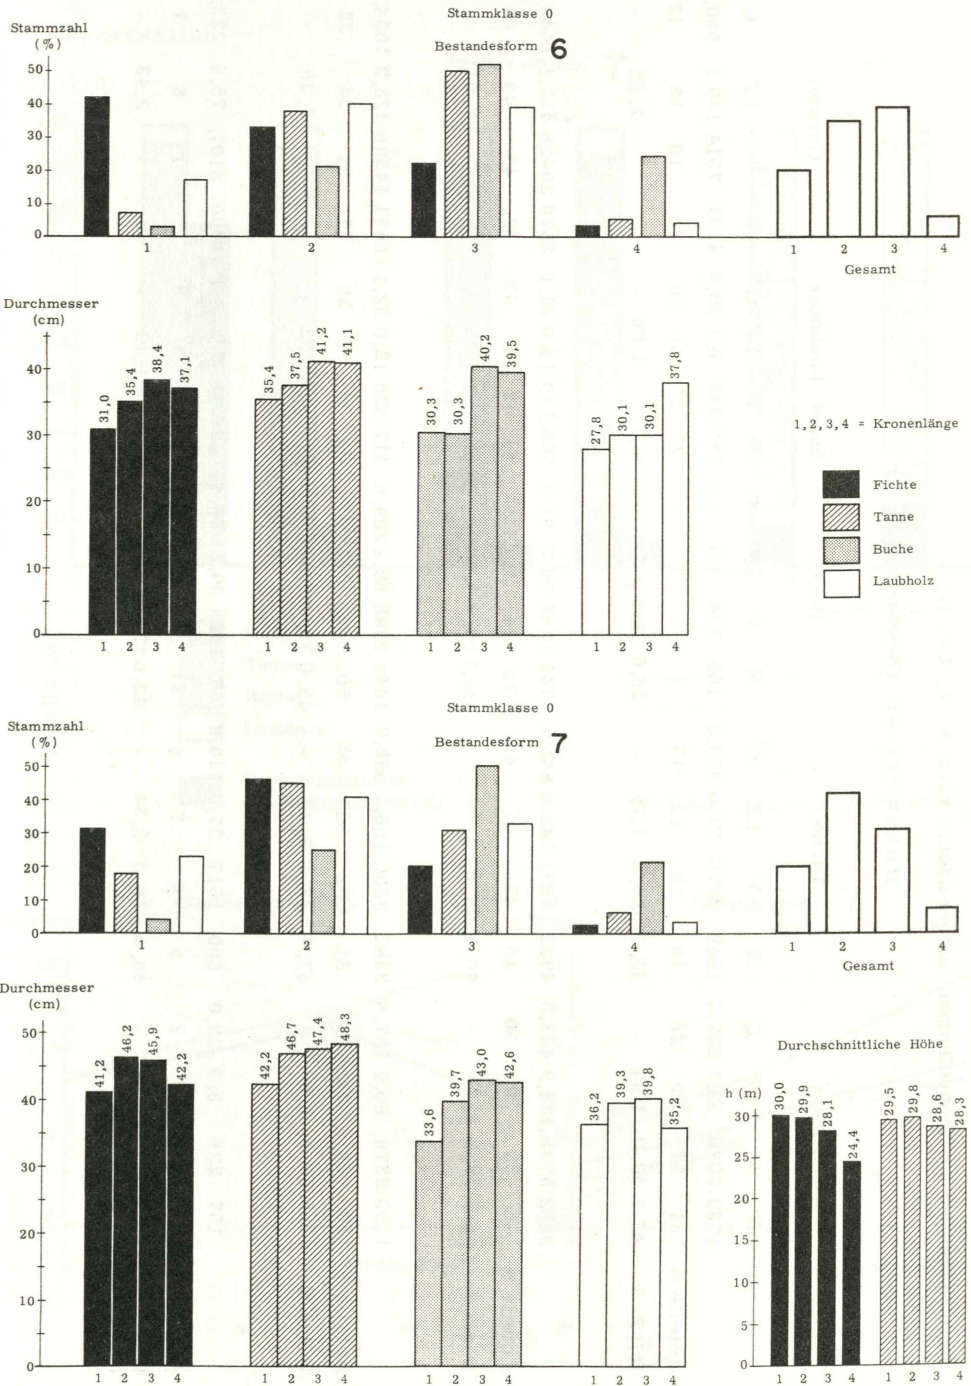 Stammklasse 0
Stammzahl
(%)
Bestandesform 6
50
40
30
20
10
0
1 2 3 4
1 2 3 4
Gesamt
Durchmesser
(cm)
40
30
20
10
0
31,0 35,4 38,4 37,1
35,4 37,5 41,2 41,1
30,3 30,3 40,2 39,5
27,8 30,1 30,1 37,8
1 2 3 4 1 2 3 4 1 2 3 4 1 2 3 4
1,2,3,4 = Kronenlänge
Fichte
Tanne
Buche
Laubholz
Stammklasse 0
Stammzahl
(%)
Bestandesform 7
50
40
30
20
10
0
1 2 3 4
1 2 3 4
Gesamt
Durchmesser
(cm)
50
40
30
20
10
0
41,2 46,2 45,9 42,2
42,2 46,7 47,4 48,3
33,6 39,7 43,0 42,6
36,2 39,3 39,8 35,2
1 2 3 4 1 2 3 4 1 2 3 4 1 2 3 4
Durchschnittliche Höhe
h (m)
30
25
20
15
10
5
0
30,0 29,9 28,1 24,4
29,5 29,8 28,6 28,3
1 2 3 4 1 2 3 4